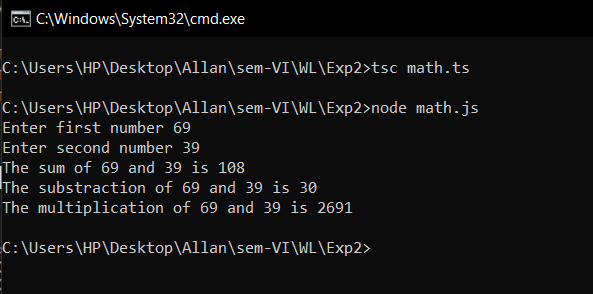 C:\Windows\System32\cmd.exe
C:\Users\HP\Desktop\Allan\sem-VI\WL\Exp2>tsc math.ts
C:\Users\HP\Desktop\Allan\sem-VI\WL\Exp2>node math.js
Enter first number 69
Enter second number 39
The sum of 69 and 39 is 108
The substraction of 69 and 39 is 30
The multiplication of 69 and 39 is 2691
C:\Users\HP\Desktop\Allan\sem-VI\WL\Exp2>